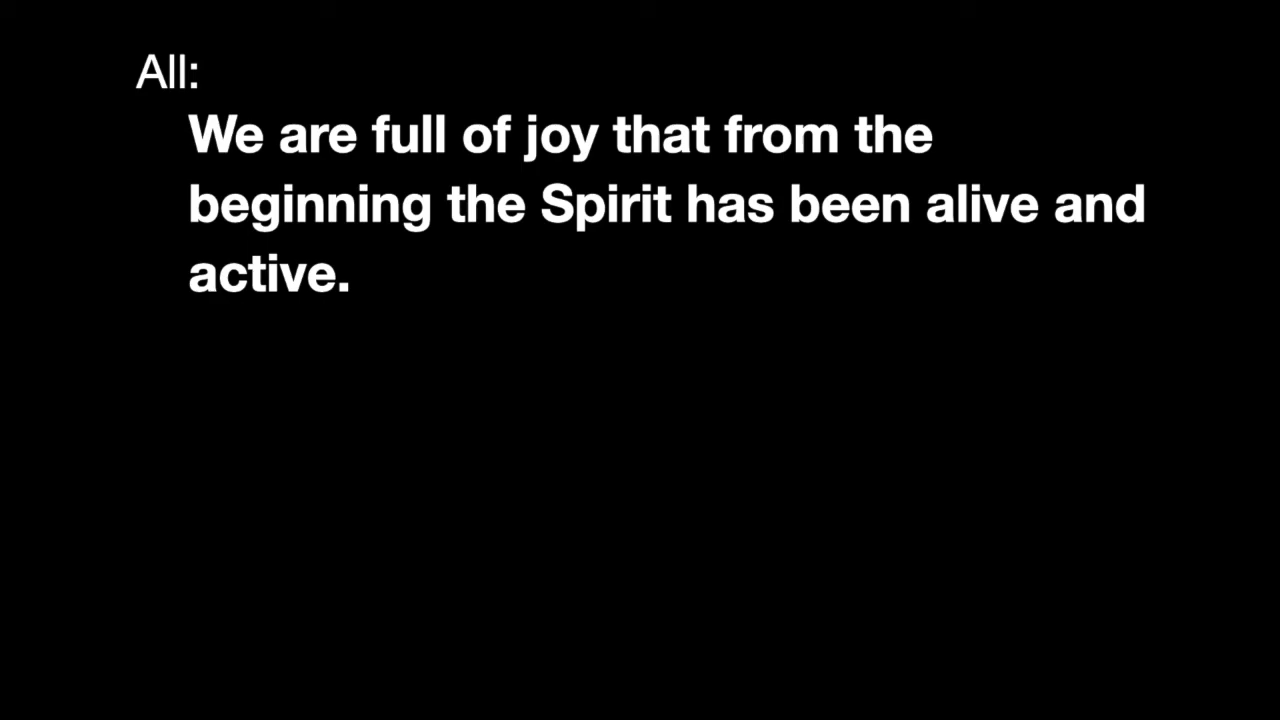 All:
We are full of joy that from the
beginning the Spirit has been alive and
active.